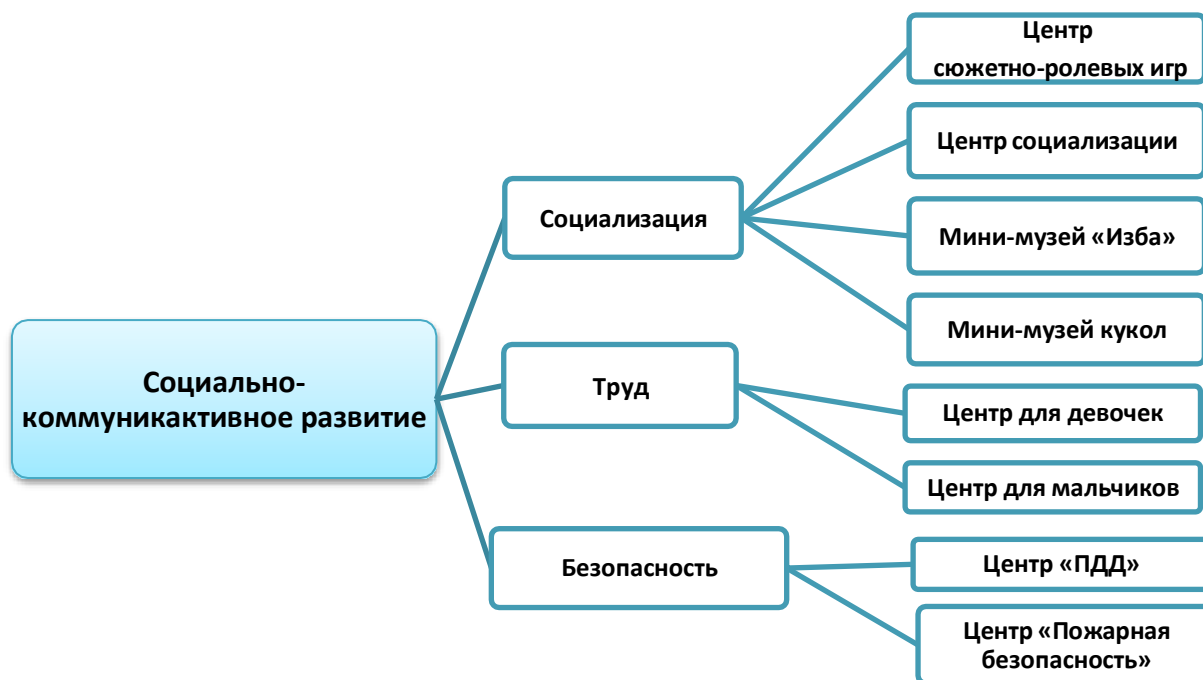 Социально-
коммуникактивное развитие
Социализация
Центр
сюжетно-ролевых игр
Центр социализации
Мини-музей «Изба»
Мини-музей кукол
Труд
Центр для девочек
Центр для мальчиков
Безопасность
Центр «ПДД»
Центр «Пожарная
безопасность»